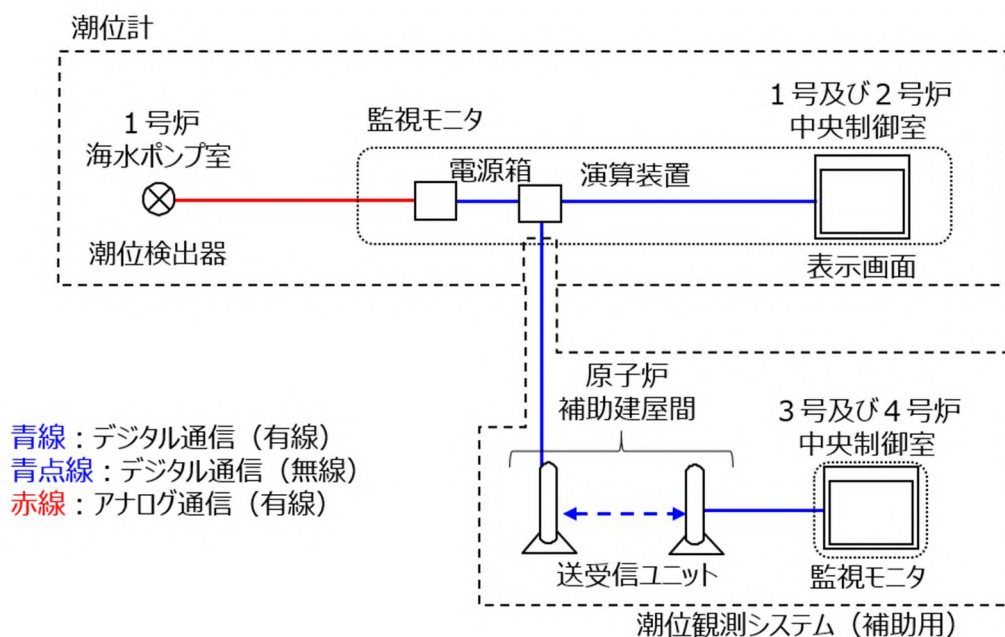 潮位計
1号炉
海水ポンプ室
潮位検出器
監視モニタ
電源箱
演算装置
1号及び2号炉
中央制御室
表示画面
原子炉
補助建屋間
青線：デジタル通信（有線）
青点線：デジタル通信（無線）
赤線：アナログ通信（有線）
3号及び4号炉
中央制御室
送受信ユニット
監視モニタ
潮位観測システム（補助用）